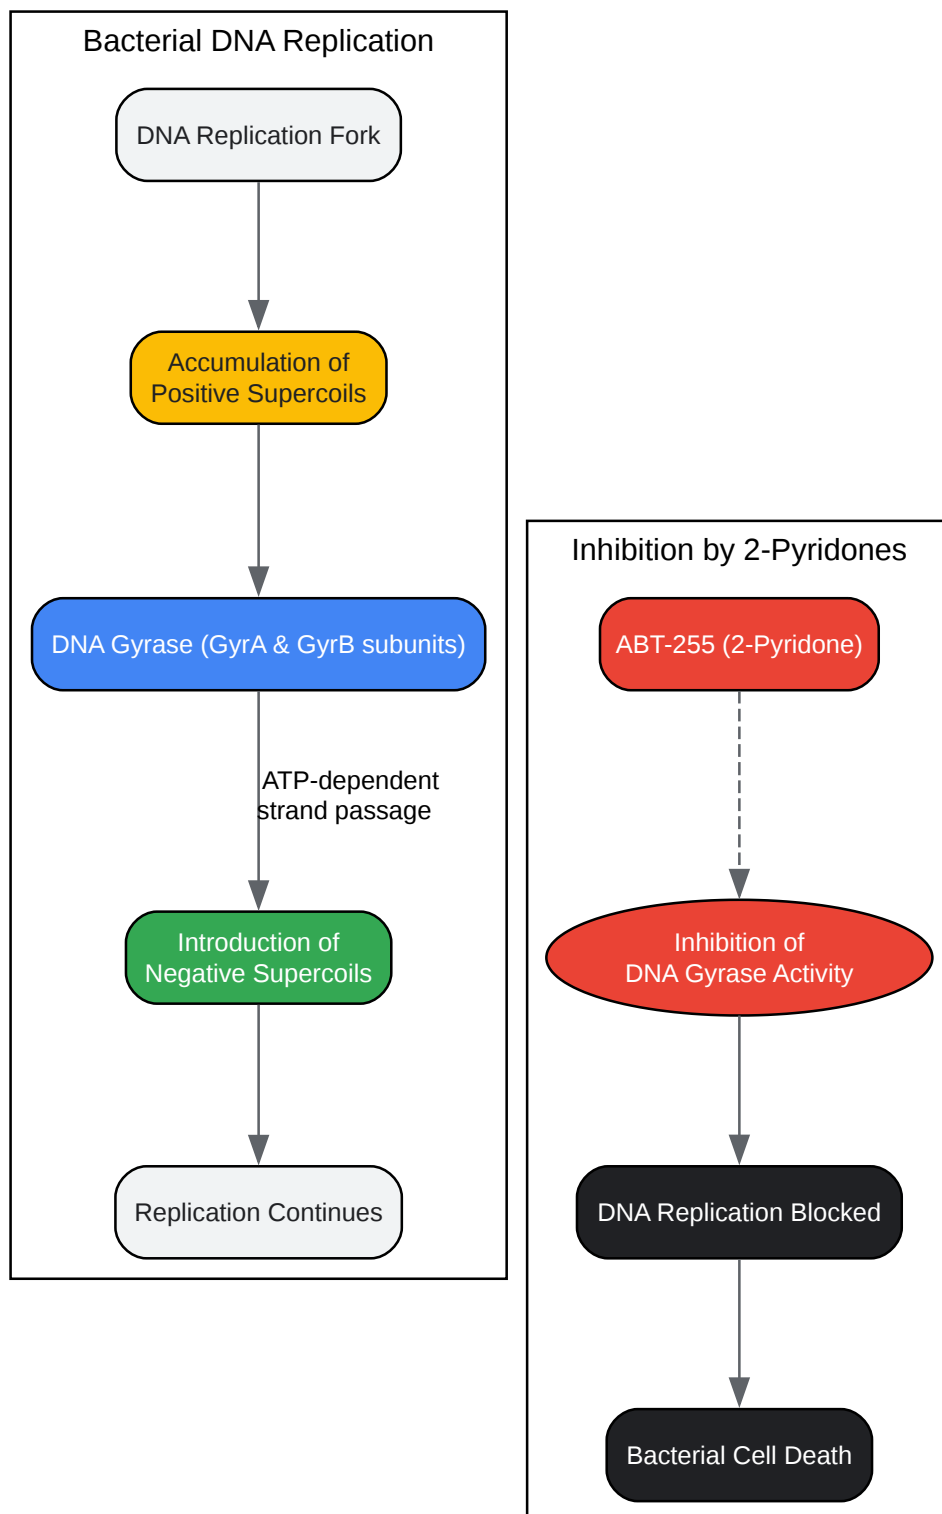 Bacterial DNA Replication
DNA Replication Fork
Accumulation of
Positive Supercoils
DNA Gyrase (GyrA & GyrB subunits)
ATP-dependent
strand passage
Introduction of
Negative Supercoils
Replication Continues
Inhibition by 2-Pyridones
ABT-255 (2-Pyridone)
Inhibition of
DNA Gyrase Activity
DNA Replication Blocked
Bacterial Cell Death